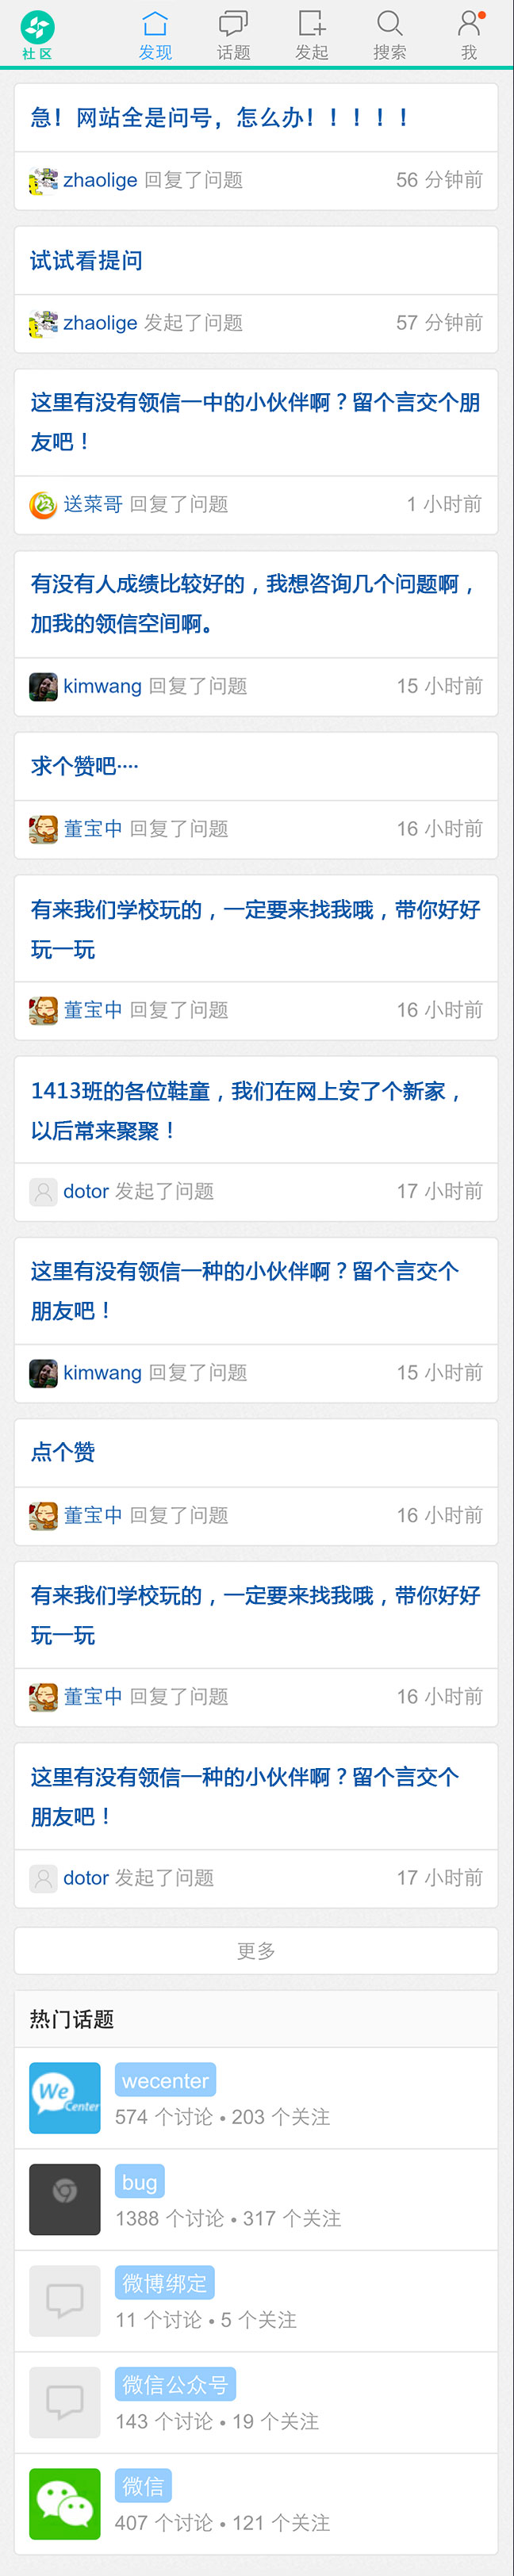 社区
发现
话题
发起
搜索
我
急！网站全是问号，怎么办！！！！！
zhaolige 回复了问题 56 分钟前
试试看提问
zhaolige 发起了问题 57 分钟前
这里有没有领信一中的小伙伴啊？留个言交个朋
友吧！
送菜哥 回复了问题 1 小时前
有没有人成绩比较好的，我想咨询几个问题啊，
加我的领信空间啊。
kimwang 回复了问题 15 小时前
求个赞吧····
董宝中 回复了问题 16 小时前
有来我们学校玩的，一定要来找我哦，带你好好
玩一玩
董宝中 回复了问题 16 小时前
1413班的各位鞋童，我们在网上安了个新家，
以后常来聚聚！
dotor 发起了问题 17 小时前
这里有没有领信一种的小伙伴啊？留个言交个
朋友吧！
kimwang 回复了问题 15 小时前
点个赞
董宝中 回复了问题 16 小时前
有来我们学校玩的，一定要来找我哦，带你好好
玩一玩
董宝中 回复了问题 16 小时前
这里有没有领信一种的小伙伴啊？留个言交个
朋友吧！
dotor 发起了问题 17 小时前
更多
热门话题
We
Center
wecenter
574 个讨论 • 203 个关注
bug
1388 个讨论 • 317 个关注
微博绑定
11 个讨论 • 5 个关注
微信公众号
143 个讨论 • 19 个关注
微信
407 个讨论 • 121 个关注